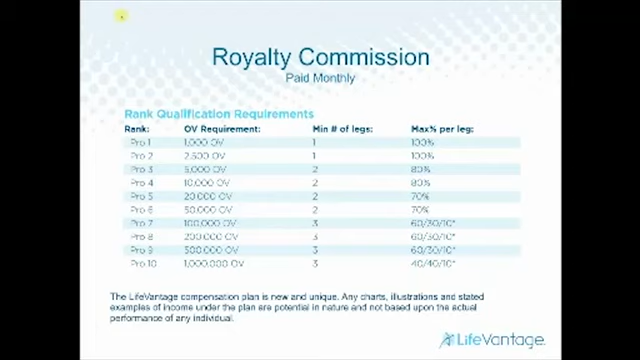 Royalty Commission
Paid Monthly
Rank Qualification Requirements
Rank: OV Requirement: Min # of legs: Max% per leg:
Pro 1 1,000 OV 1 100%
Pro 2 2,500 OV 1 100%
Pro 3 5,000 OV 2 80%
Pro 4 10,000 OV 2 80%
Pro 5 20,000 OV 2 70%
Pro 6 50,000 OV 2 70%
Pro 7 100,000 OV 3 60/30/10*
Pro 8 200,000 OV 3 60/30/10*
Pro 9 500,000 OV 3 60/30/10*
Pro 10 1,000,000 OV 3 40/40/10*
The LifeVantage compensation plan is new and unique. Any charts, illustrations and stated
examples of income under the plan are potential in nature and not based upon the actual
performance of any individual.
LifeVantage